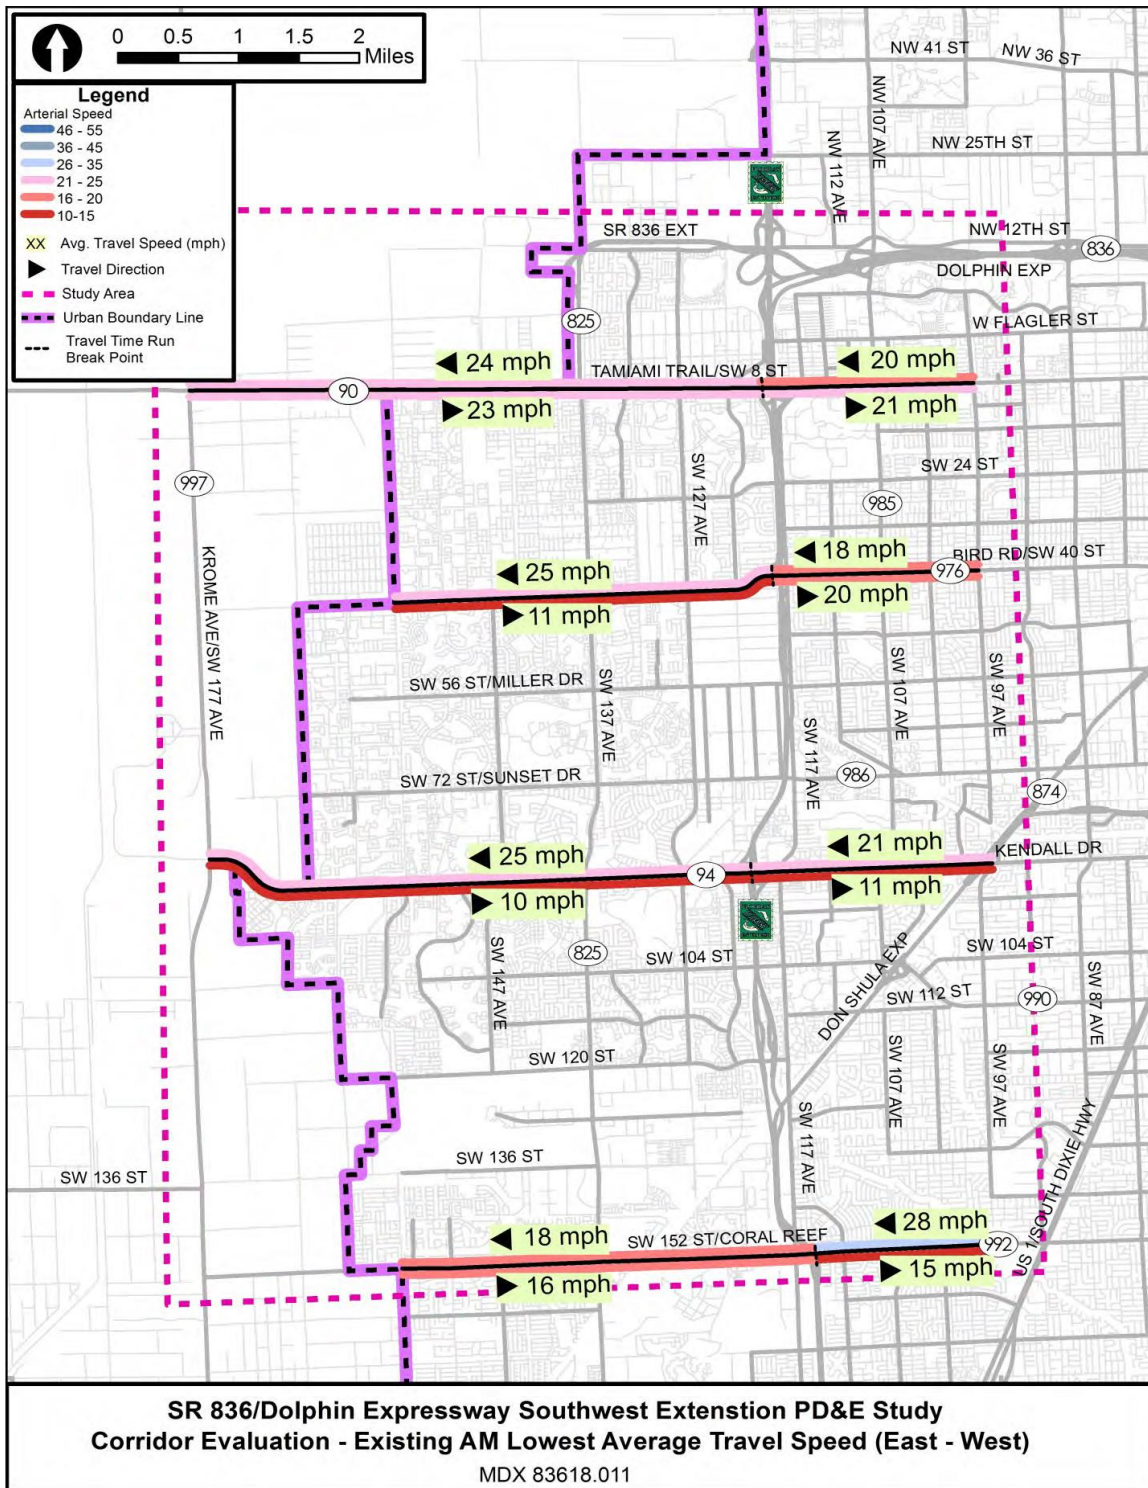 0 0.5 1 1.5 2
Miles
Legend
Arterial Speed
46 - 55
36 - 45
26 - 35
21 - 25
16 - 20
10-15
XX Avg. Travel Speed (mph)
Travel Direction
Study Area
Urban Boundary Line
Travel Time Run
Break Point
NW 41 ST
NW 36 ST
NW 107 AVE
NW 25TH ST
NW 112 AVE
SR 836 EXT
NW 12TH ST
836
DOLPHIN EXP
825
W FLAGLER ST
24 mph
TAMIAMI TRAIL/SW 8 ST
20 mph
90
23 mph
21 mph
997
SW 24 ST
SW 127 AVE
985
KROME AVE/SW 177 AVE
18 mph
BIRD RD/SW 40 ST
976
25 mph
11 mph
20 mph
SW 56 ST/MILLER DR
SW 137 AVE
SW 107 AVE
SW 97 AVE
SW 117 AVE
SW 72 ST/SUNSET DR
986
874
25 mph
21 mph
KENDALL DR
94
10 mph
11 mph
SW 147 AVE
825
SW 104 ST
DON SHULA EXP
SW 104 ST
SW 112 ST
990
SW 87 AVE
SW 120 ST
SW 107 AVE
SW 97 AVE
SW 117 AVE
SW 136 ST
SW 136 ST
US 1/SOUTH DIXIE HWY
18 mph
SW 152 ST/CORAL REEF
28 mph
992
16 mph
15 mph
SR 836/Dolphin Expressway Southwest Extenstion PD&E Study
Corridor Evaluation - Existing AM Lowest Average Travel Speed (East - West)
MDX 83618.011